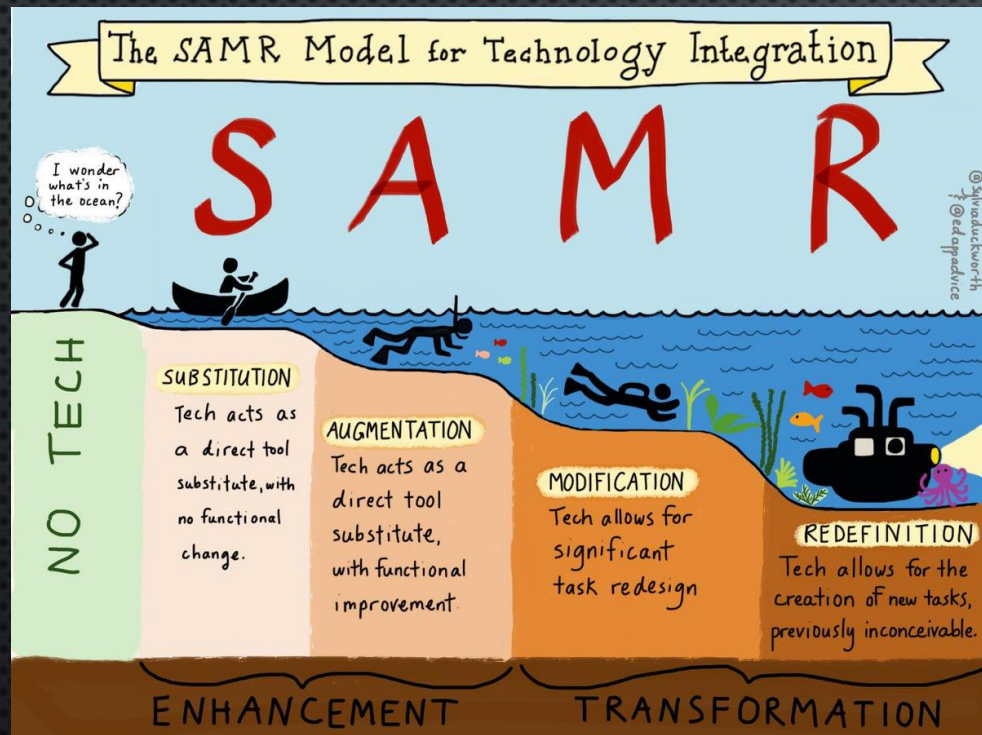 The SAMR Model for Technology Integration
S A M R
I wonder
what's in
the ocean?
@sylviaduckworth
& @edappadvice
NO TECH
SUBSTITUTION
Tech acts as
a direct tool
substitute, with
no functional
change.
AUGMENTATION
Tech acts as a
direct tool
substitute,
with functional
improvement.
MODIFICATION
Tech allows for
significant
task redesign
REDEFINITION
Tech allows for the
creation of new tasks,
previously inconceivable.
ENHANCEMENT
TRANSFORMATION